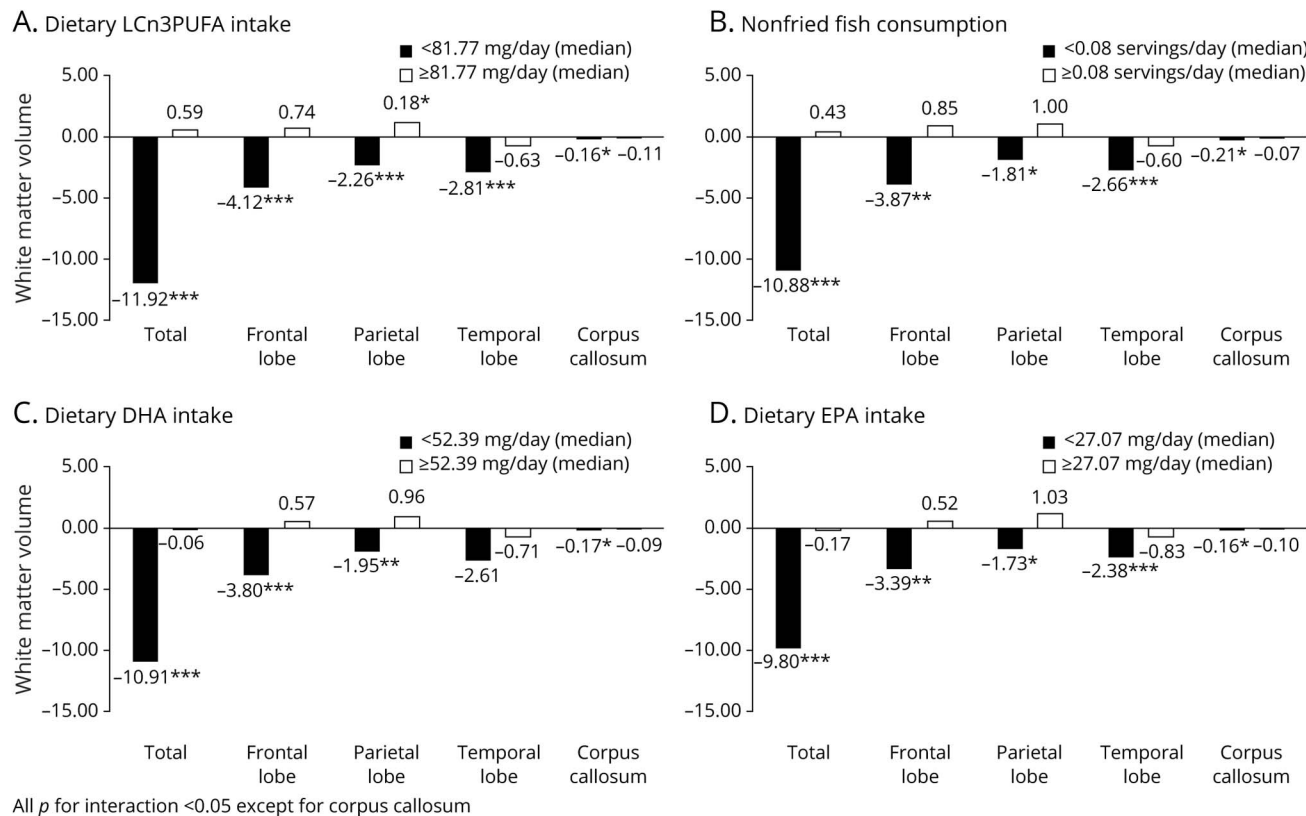 A. Dietary LCn3PUFA intake
<81.77 mg/day (median)
≥81.77 mg/day (median)
White matter volume
5.00
0.00
–5.00
–10.00
–15.00
0.59
0.74
0.18*
–0.63
–0.16* –0.11
–2.26***
–2.81***
–4.12***
–11.92***
Total
Frontal lobe
Parietal lobe
Temporal lobe
Corpus callosum
B. Nonfried fish consumption
<0.08 servings/day (median)
≥0.08 servings/day (median)
5.00
0.00
–5.00
–10.00
–15.00
0.43
0.85
1.00
–0.60
–0.21* –0.07
–1.81*
–2.66***
–3.87**
–10.88***
Total
Frontal lobe
Parietal lobe
Temporal lobe
Corpus callosum
C. Dietary DHA intake
<52.39 mg/day (median)
≥52.39 mg/day (median)
White matter volume
5.00
0.00
–5.00
–10.00
–15.00
–0.06
0.57
0.96
–0.71
–0.17* –0.09
–1.95**
–2.61
–3.80***
–10.91***
Total
Frontal lobe
Parietal lobe
Temporal lobe
Corpus callosum
D. Dietary EPA intake
<27.07 mg/day (median)
≥27.07 mg/day (median)
5.00
0.00
–5.00
–10.00
–15.00
–0.17
0.52
1.03
–0.83
–0.16* –0.10
–1.73*
–2.38***
–3.39**
–9.80***
Total
Frontal lobe
Parietal lobe
Temporal lobe
Corpus callosum
All p for interaction <0.05 except for corpus callosum